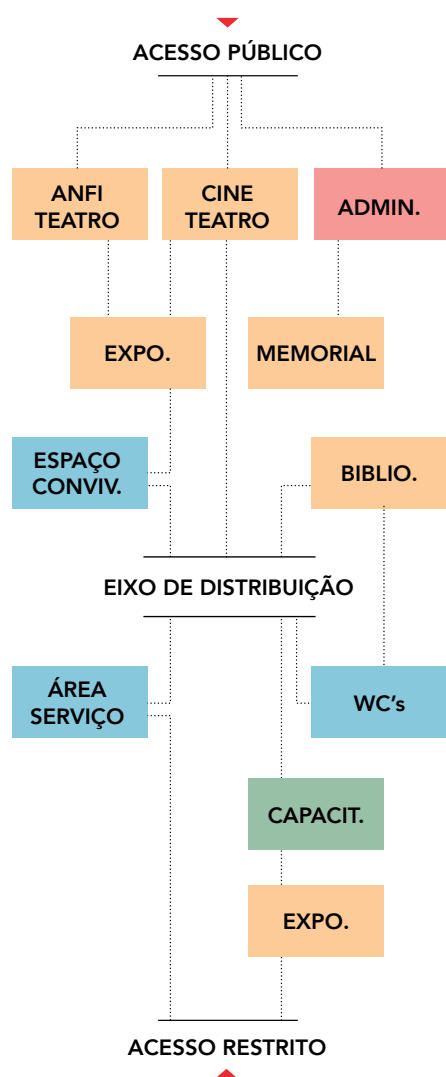 ACESSO PÚBLICO
ANFI
TEATRO
CINE
TEATRO
ADMIN.
EXPO.
MEMORIAL
ESPAÇO
CONVIV.
BIBLIO.
EIXO DE DISTRIBUIÇÃO
ÁREA
SERVIÇO
WC's
CAPACIT.
EXPO.
ACESSO RESTRITO